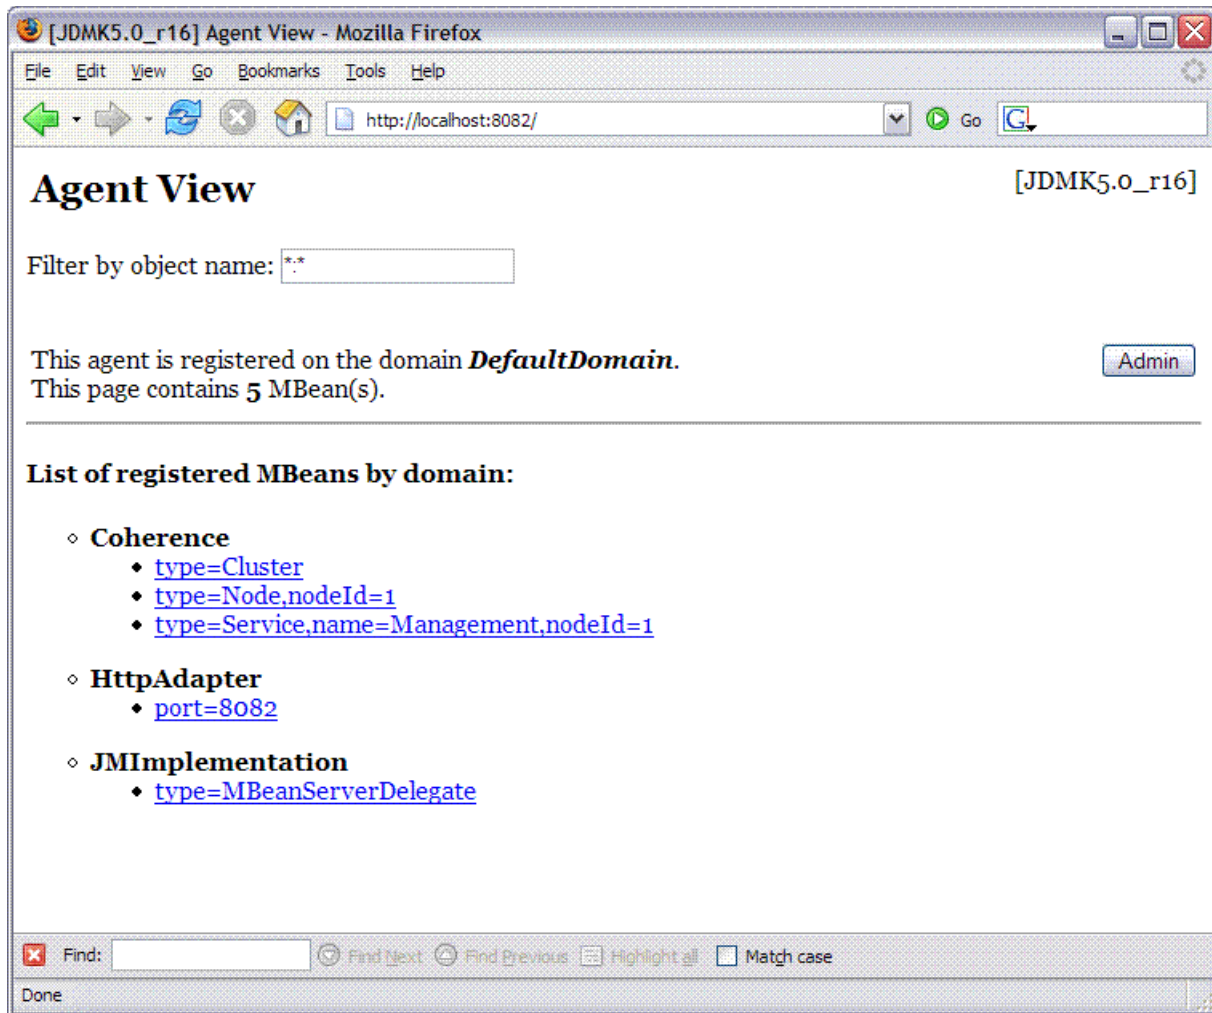 [JDMK5.0_r16] Agent View - Mozilla Firefox
File Edit View Go Bookmarks Tools Help
http://localhost:8082/ Go G
Agent View [JDMK5.0_r16]
Filter by object name: *:*
This agent is registered on the domain DefaultDomain. Admin
This page contains 5 MBean(s).
List of registered MBeans by domain:
Coherence
type=Cluster
type=Node,nodeId=1
type=Service,name=Management,nodeId=1
HttpAdapter
port=8082
JMImplementation
type=MBeanServerDelegate
Find: Find Next Find Previous Highlight all Match case
Done